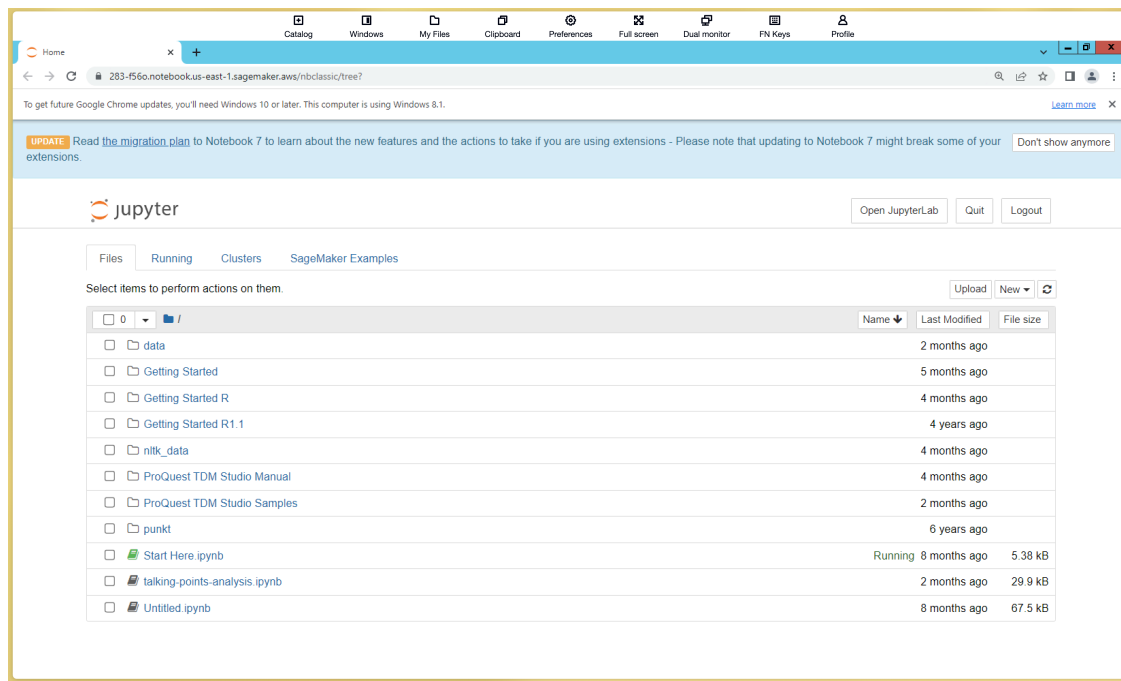 Catalog Windows My Files Clipboard Preferences Full screen Dual monitor FN Keys Profile
Home
283-f56o.notebook.us-east-1.sagemaker.aws/nbclassic/tree?
To get future Google Chrome updates, you'll need Windows 10 or later. This computer is using Windows 8.1. Learn more
UPDATE Read the migration plan to Notebook 7 to learn about the new features and the actions to take if you are using extensions - Please note that updating to Notebook 7 might break some of your Don't show anymore
extensions.
jupyter Open JupyterLab Quit Logout
Files Running Clusters SageMaker Examples
Select items to perform actions on them. Upload New
0 / Name Last Modified File size
data 2 months ago
Getting Started 5 months ago
Getting Started R 4 months ago
Getting Started R1.1 4 years ago
nltk_data 4 months ago
ProQuest TDM Studio Manual 4 months ago
ProQuest TDM Studio Samples 2 months ago
punkt 6 years ago
Start Here.ipynb Running 8 months ago 5.38 kB
talking-points-analysis.ipynb 2 months ago 29.9 kB
Untitled.ipynb 8 months ago 67.5 kB